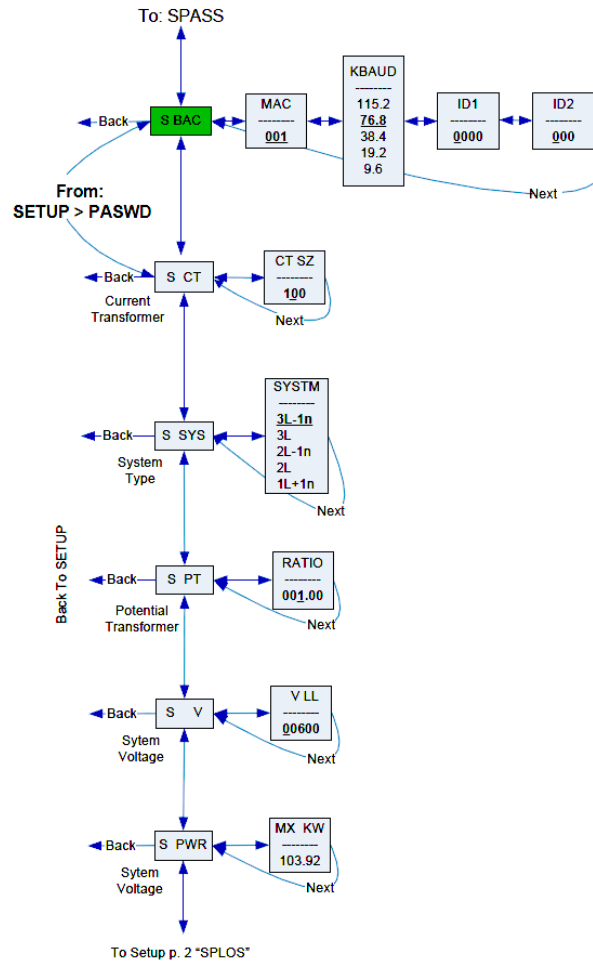 To: SPASS
Back
S BAC
MAC
--------
001
KBAUD
--------
115.2
76.8
38.4
19.2
9.6
ID1
--------
0000
ID2
--------
000
Next
From:
SETUP > PASWD
Back
S CT
Current
Transformer
CT SZ
--------
100
Next
Back
S SYS
System
Type
SYSTM
--------
3L-1n
3L
2L-1n
2L
1L+1n
Next
Back To SETUP
Back
S PT
Potential
Transformer
RATIO
--------
001.00
Next
Back
S V
Sytem
Voltage
V LL
--------
00600
Next
Back
S PWR
Sytem
Voltage
MX KW
--------
103.92
Next
To Setup p. 2 “SPLOS”